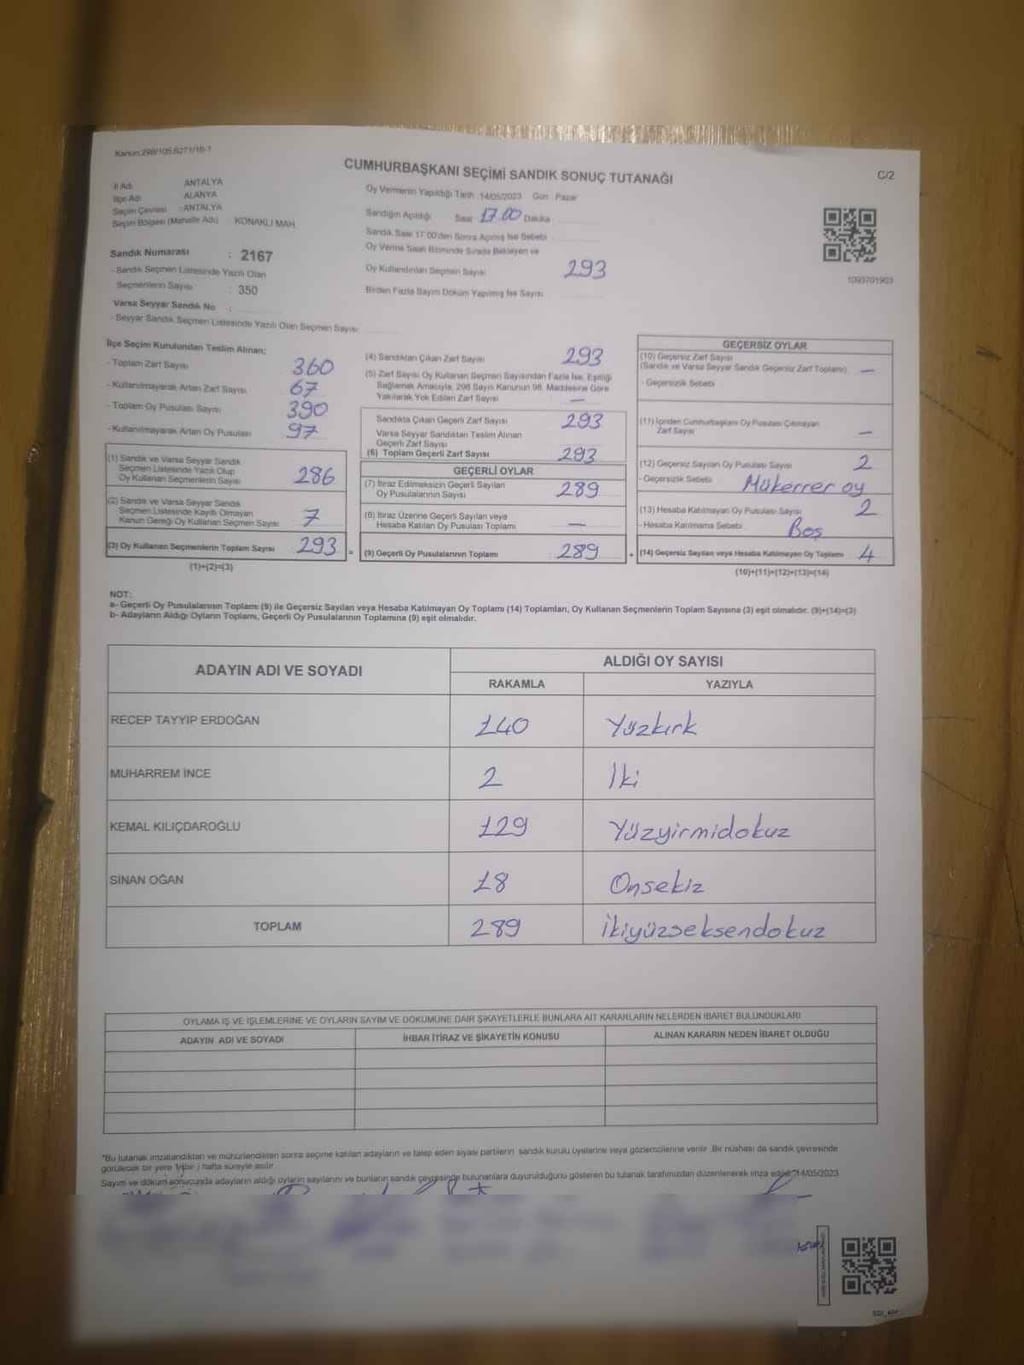 Kanun:298/105,6271/16-1
CUMHURBAŞKANI SEÇİMİ SANDIK SONUÇ TUTANAĞI
C/2
İl Adı : ANTALYA
İlçe Adı : ALANYA
Seçim Çevresi : ANTALYA
Seçim Bölgesi (Mahalle Adı) : KONAKLI MAH.
Sandık Numarası : 2167
- Sandık Seçmen Listesinde Yazılı Olan
Seçmenlerin Sayısı : 350
Varsa Seyyar Sandık No :
- Seyyar Sandık Seçmen Listesinde Yazılı Olan Seçmen Sayısı
Oy Vermenin Yapıldığı Tarih :14/05/2023 Gün : Pazar
Sandığın Açıldığı Saat 17.00 Dakika
Sandık Saat 17:00'den Sonra Açılmış İse Sebebi
Oy Verme Saati Bitiminde Sırada Bekleyen ve
Oy Kullandırılan Seçmen Sayısı 293
Birden Fazla Sayım Döküm Yapılmış İse Sayısı
1093701903
İlçe Seçim Kurulundan Teslim Alınan;
- Toplam Zarf Sayısı 360
- Kullanılmayarak Artan Zarf Sayısı 67
- Toplam Oy Pusulası Sayısı 390
- Kullanılmayarak Artan Oy Pusulası 97
(1) Sandık ve Varsa Seyyar Sandık
Seçmen Listesinde Yazılı Olup
Oy Kullanan Seçmenlerin Sayısı 286
(2) Sandık ve Varsa Seyyar Sandık
Seçmen Listesinde Kayıtlı Olmayan
Kanun Gereği Oy Kullanan Seçmen Sayısı 7
(3) Oy Kullanan Seçmenlerin Toplam Sayısı 293 =
(1)+(2)=(3)
(4) Sandıktan Çıkan Zarf Sayısı 293
(5) Zarf Sayısı Oy Kullanan Seçmen Sayısından Fazla İse, Eşitliği
Sağlamak Amacıyla, 298 Sayılı Kanunun 98. Maddesine Göre
Yakılarak Yok Edilen Zarf Sayısı —
Sandıkta Çıkan Geçerli Zarf Sayısı 293
Varsa Seyyar Sandıktan Teslim Alınan
Geçerli Zarf Sayısı
(6) Toplam Geçerli Zarf Sayısı 293
GEÇERLİ OYLAR
(7) İtiraz Edilmeksizin Geçerli Sayılan
Oy Pusulalarının Sayısı 289
(8) İtiraz Üzerine Geçerli Sayılan veya
Hesaba Katılan Oy Pusulası Toplamı —
(9) Geçerli Oy Pusulalarının Toplamı 289 +
GEÇERSİZ OYLAR
(10) Geçersiz Zarf Sayısı
(Sandık ve Varsa Seyyar Sandık Geçersiz Zarf Toplamı) —
- Geçersizlik Sebebi
(11) İçinden Cumhurbaşkanı Oy Pusulası Çıkmayan
Zarf Sayısı —
(12) Geçersiz Sayılan Oy Pusulası Sayısı 2
- Geçersizlik Sebebi Mükerrer oy
(13) Hesaba Katılmayan Oy Pusulası Sayısı 2
- Hesaba Katılmama Sebebi Boş
(14) Geçersiz Sayılan veya Hesaba Katılmayan Oy Toplamı 4
(10)+(11)+(12)+(13)=(14)
NOT:
a- Geçerli Oy Pusulalarının Toplamı (9) ile Geçersiz Sayılan veya Hesaba Katılmayan Oy Toplamı (14) Toplamları, Oy Kullanan Seçmenlerin Toplam Sayısına (3) eşit olmalıdır. (9)+(14)=(3)
b- Adayların Aldığı Oyların Toplamı, Geçerli Oy Pusulalarının Toplamına (9) eşit olmalıdır.
ADAYIN ADI VE SOYADI
ALDIĞI OY SAYISI
RAKAMLA YAZIYLA
RECEP TAYYİP ERDOĞAN 140 Yüzkırk
MUHARREM İNCE 2 İki
KEMAL KILIÇDAROĞLU 129 Yüzyirmidokuz
SİNAN OĞAN 18 Onsekiz
TOPLAM 289 ikiyüzseksendokuz
OYLAMA İŞ VE İŞLEMLERİNE VE OYLARIN SAYIM VE DÖKÜMÜNE DAİR ŞİKAYETLERLE BUNLARA AİT KARARLARIN NELERDEN İBARET BULUNDUKLARI
ADAYIN ADI VE SOYADI İHBAR İTİRAZ VE ŞİKAYETİN KONUSU ALINAN KARARIN NEDEN İBARET OLDUĞU
*Bu tutanak imzalandıktan ve mühürlendikten sonra seçime katılan adayların ve talep eden siyasi partilerin sandık kurulu üyelerine veya gözlemcilerine verilir. Bir nüshası da sandık çevresinde
görülecek bir yere 1(bir ) hafta süreyle asılır.
Sayım ve döküm sonucunda adayların aldığı oyların sayılarını ve bunların sandık çevresinde bulunanlara duyurulduğunu gösteren bu tutanak tarafımızdan düzenlenerek imza edildi. 14/05/2023